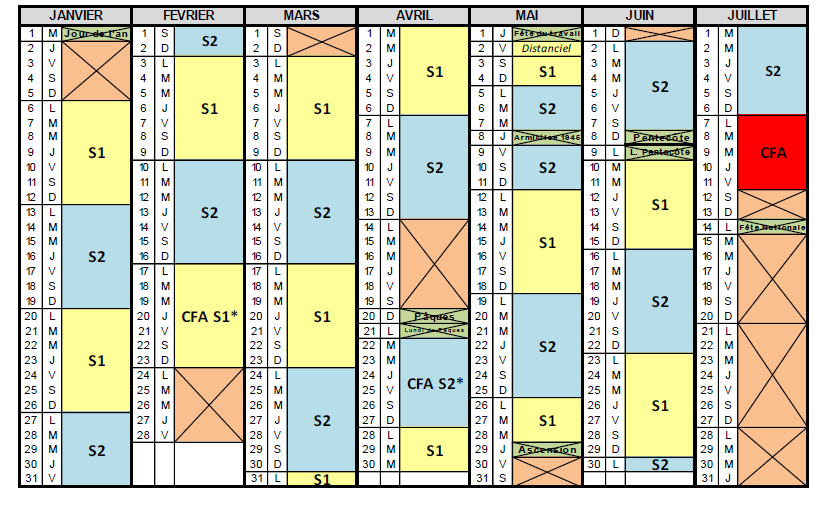 JANVIER FEVRIER MARS AVRIL MAI JUIN JUILLET
1 M Jour de l'an 1 S 1 S 1 M 1 J Fête du travail 1 D 1 M
2 J 2 D S2 2 D 2 M 2 V Distanciel 2 L 2 M
3 V 3 L 3 L 3 J 3 S 3 M 3 J
4 S 4 M 4 M 4 V S1 4 D S1 4 M 4 V S2
5 D 5 M 5 M 5 S 5 L 5 J S2 5 S
6 L 6 J S1 6 J S1 6 D 6 M S2 6 V 6 D
7 M 7 V 7 V 7 L 7 M 7 S 7 L
8 M 8 S 8 S 8 M 8 J Armistice 1945 8 D Pentecôte 8 M
9 J S1 9 D 9 D 9 M 9 V 9 L L. Pentecôte 9 M CFA
10 V 10 L 10 L 10 J S2 10 S S2 10 M 10 J
11 S 11 M 11 M 11 V 11 D 11 M 11 V
12 D 12 M 12 M 12 S 12 L 12 J 12 S
13 L 13 J S2 13 J S2 13 D 13 M 13 V S1 13 D
14 M 14 V 14 V 14 L 14 M 14 S 14 L Fête Nationale
15 M 15 S 15 S 15 M 15 J S1 15 D 15 M
16 J S2 16 D 16 D 16 M 16 V 16 L 16 M
17 V 17 L 17 L 17 J 17 S 17 M 17 J
18 S 18 M 18 M 18 V 18 D 18 M 18 V
19 D 19 M 19 M 19 S 19 L 19 J S2 19 S
20 L 20 J CFA S1* 20 J S1 20 D Pâques 20 M 20 V 20 D
21 M 21 V 21 V 21 L Lundi de Pâques 21 M 21 S 21 L
22 M 22 S 22 S 22 M 22 J S2 22 D 22 M
23 J S1 23 D 23 D 23 M 23 V 23 L 23 M
24 V 24 L 24 L 24 J 24 S 24 M 24 J
25 S 25 M 25 M 25 V CFA S2* 25 D 25 M 25 V
26 D 26 M 26 M 26 S 26 L 26 J 26 S
27 L 27 J 27 J S2 27 D 27 M S1 27 V S1 27 D
28 M 28 V 28 V 28 L 28 M 28 S 28 L
29 M S2 29 S 29 M S1 29 J Ascension 29 D 29 M
30 J 30 D 30 M 30 V 30 L S2 30 M
31 V 31 L S1 31 S 31 J